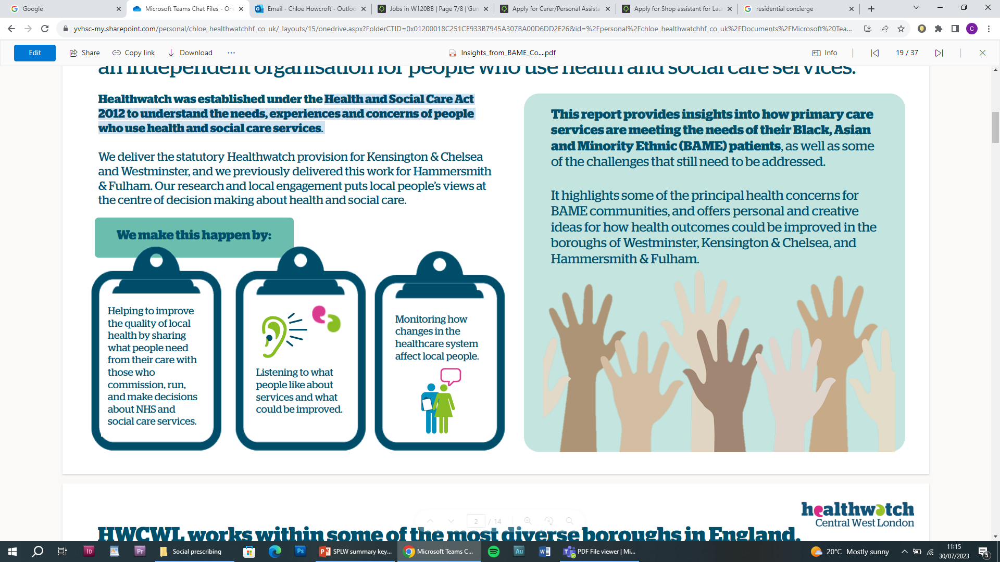 Google
Microsoft Teams Chat Files - One
Email - Chloe Howcroft - Outloo
Jobs in W120BB | Page 7/8 | Gum
Apply for Carer/Personal Assista
Apply for Shop assistant for Lau
residential concierge
yvhsc-my.sharepoint.com/personal/chloe_healthwatchhf_co_uk/_layouts/15/onedrive.aspx?FolderCTID=0x01200018C251CE933B7945A307BA00D6DD2E26&id=%2Fpersonal%2Fchloe_healthwatchhf_co_uk%2FDocuments%2FMicrosoft%20Tea...
C
Edit
Share
Copy link
Download
...
Insights_from_BAME_Co....pdf
Info
19 / 37
an independent organisation for people who use health and social care services.
Healthwatch was established under the Health and Social Care Act
2012 to understand the needs, experiences and concerns of people
who use health and social care services.
We deliver the statutory Healthwatch provision for Kensington & Chelsea
and Westminster, and we previously delivered this work for Hammersmith
& Fulham. Our research and local engagement puts local people's views at
the centre of decision making about health and social care.
We make this happen by:
Helping to improve
the quality of local
health by sharing
what people need
from their care with
those who
commission, run,
and make decisions
about NHS and
social care services.
Listening to what
people like about
services and what
could be improved.
Monitoring how
changes in the
healthcare system
affect local people.
This report provides insights into how primary care
services are meeting the needs of their Black, Asian
and Minority Ethnic (BAME) patients, as well as some
of the challenges that still need to be addressed.
It highlights some of the principal health concerns for
BAME communities, and offers personal and creative
ideas for how health outcomes could be improved in the
boroughs of Westminster, Kensington & Chelsea, and
Hammersmith & Fulham.
healthwatch
Central West London
2 / 14
HWCWL works within some of the most diverse boroughs in England.
Id
Pr
Social prescribing
Ps
SPLW summary key...
Microsoft Teams C...
Au
PDF File viewer | Mi...
20°C Mostly sunny
11:15
30/07/2023
5